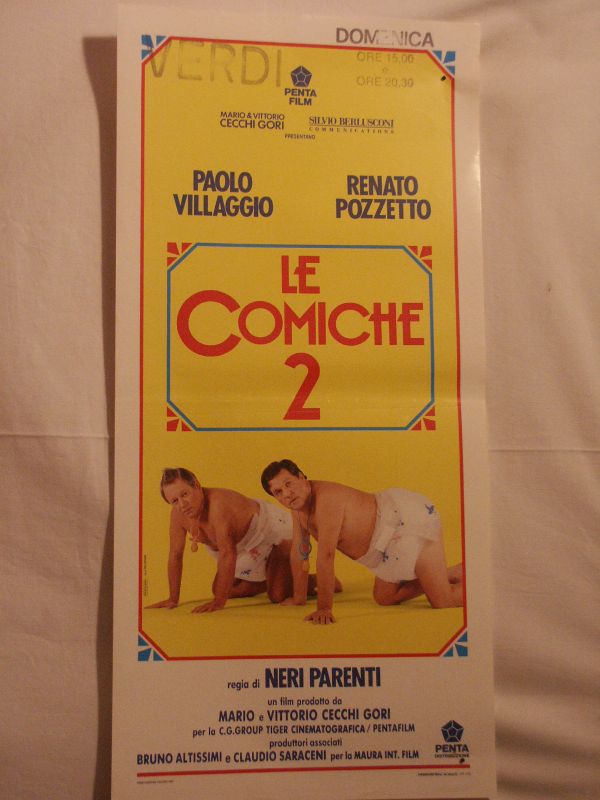 DOMENICA
VERDI
ORE 15,00
e
ORE 20,30
PENTA
FILM
MARIO & VITTORIO
CECCHI GORI
SILVIO BERLUSCONI
COMMUNICATIONS
PRESENTANO
PAOLO
VILLAGGIO
RENATO
POZZETTO
LE
COMICHE
2
regia di NERI PARENTI
un film prodotto da
MARIO e VITTORIO CECCHI GORI
per la C.G.GROUP TIGER CINEMATOGRAFICA / PENTAFILM
produttori associati
BRUNO ALTISSIMI e CLAUDIO SARACENI per la MAURA INT. FILM
PENTA
DISTRIBUZIONE